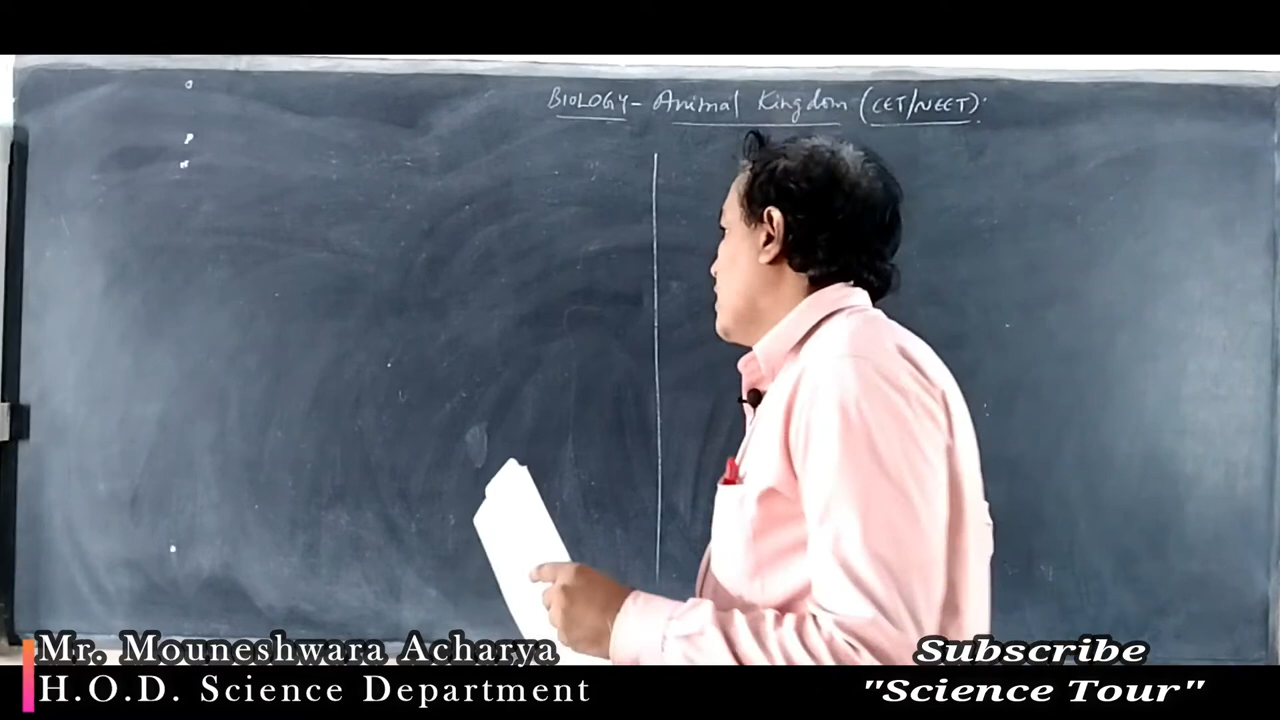 BIOLOGY- Animal Kingdom (CET/NEET).
Mr. Mouneshwara Acharya
H.O.D. Science Department
Subscribe
"Science Tour"